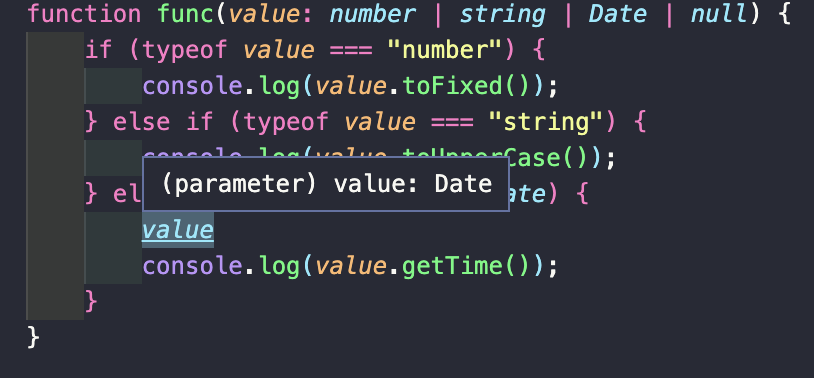 function func(value: number | string | Date | null) {
if (typeof value === "number") {
console.log(value.toFixed());
} else if (typeof value === "string") {
console.log(value.toUpperCase());
(parameter) value: Date
} el ate) {
value
console.log(value.getTime());
}
}